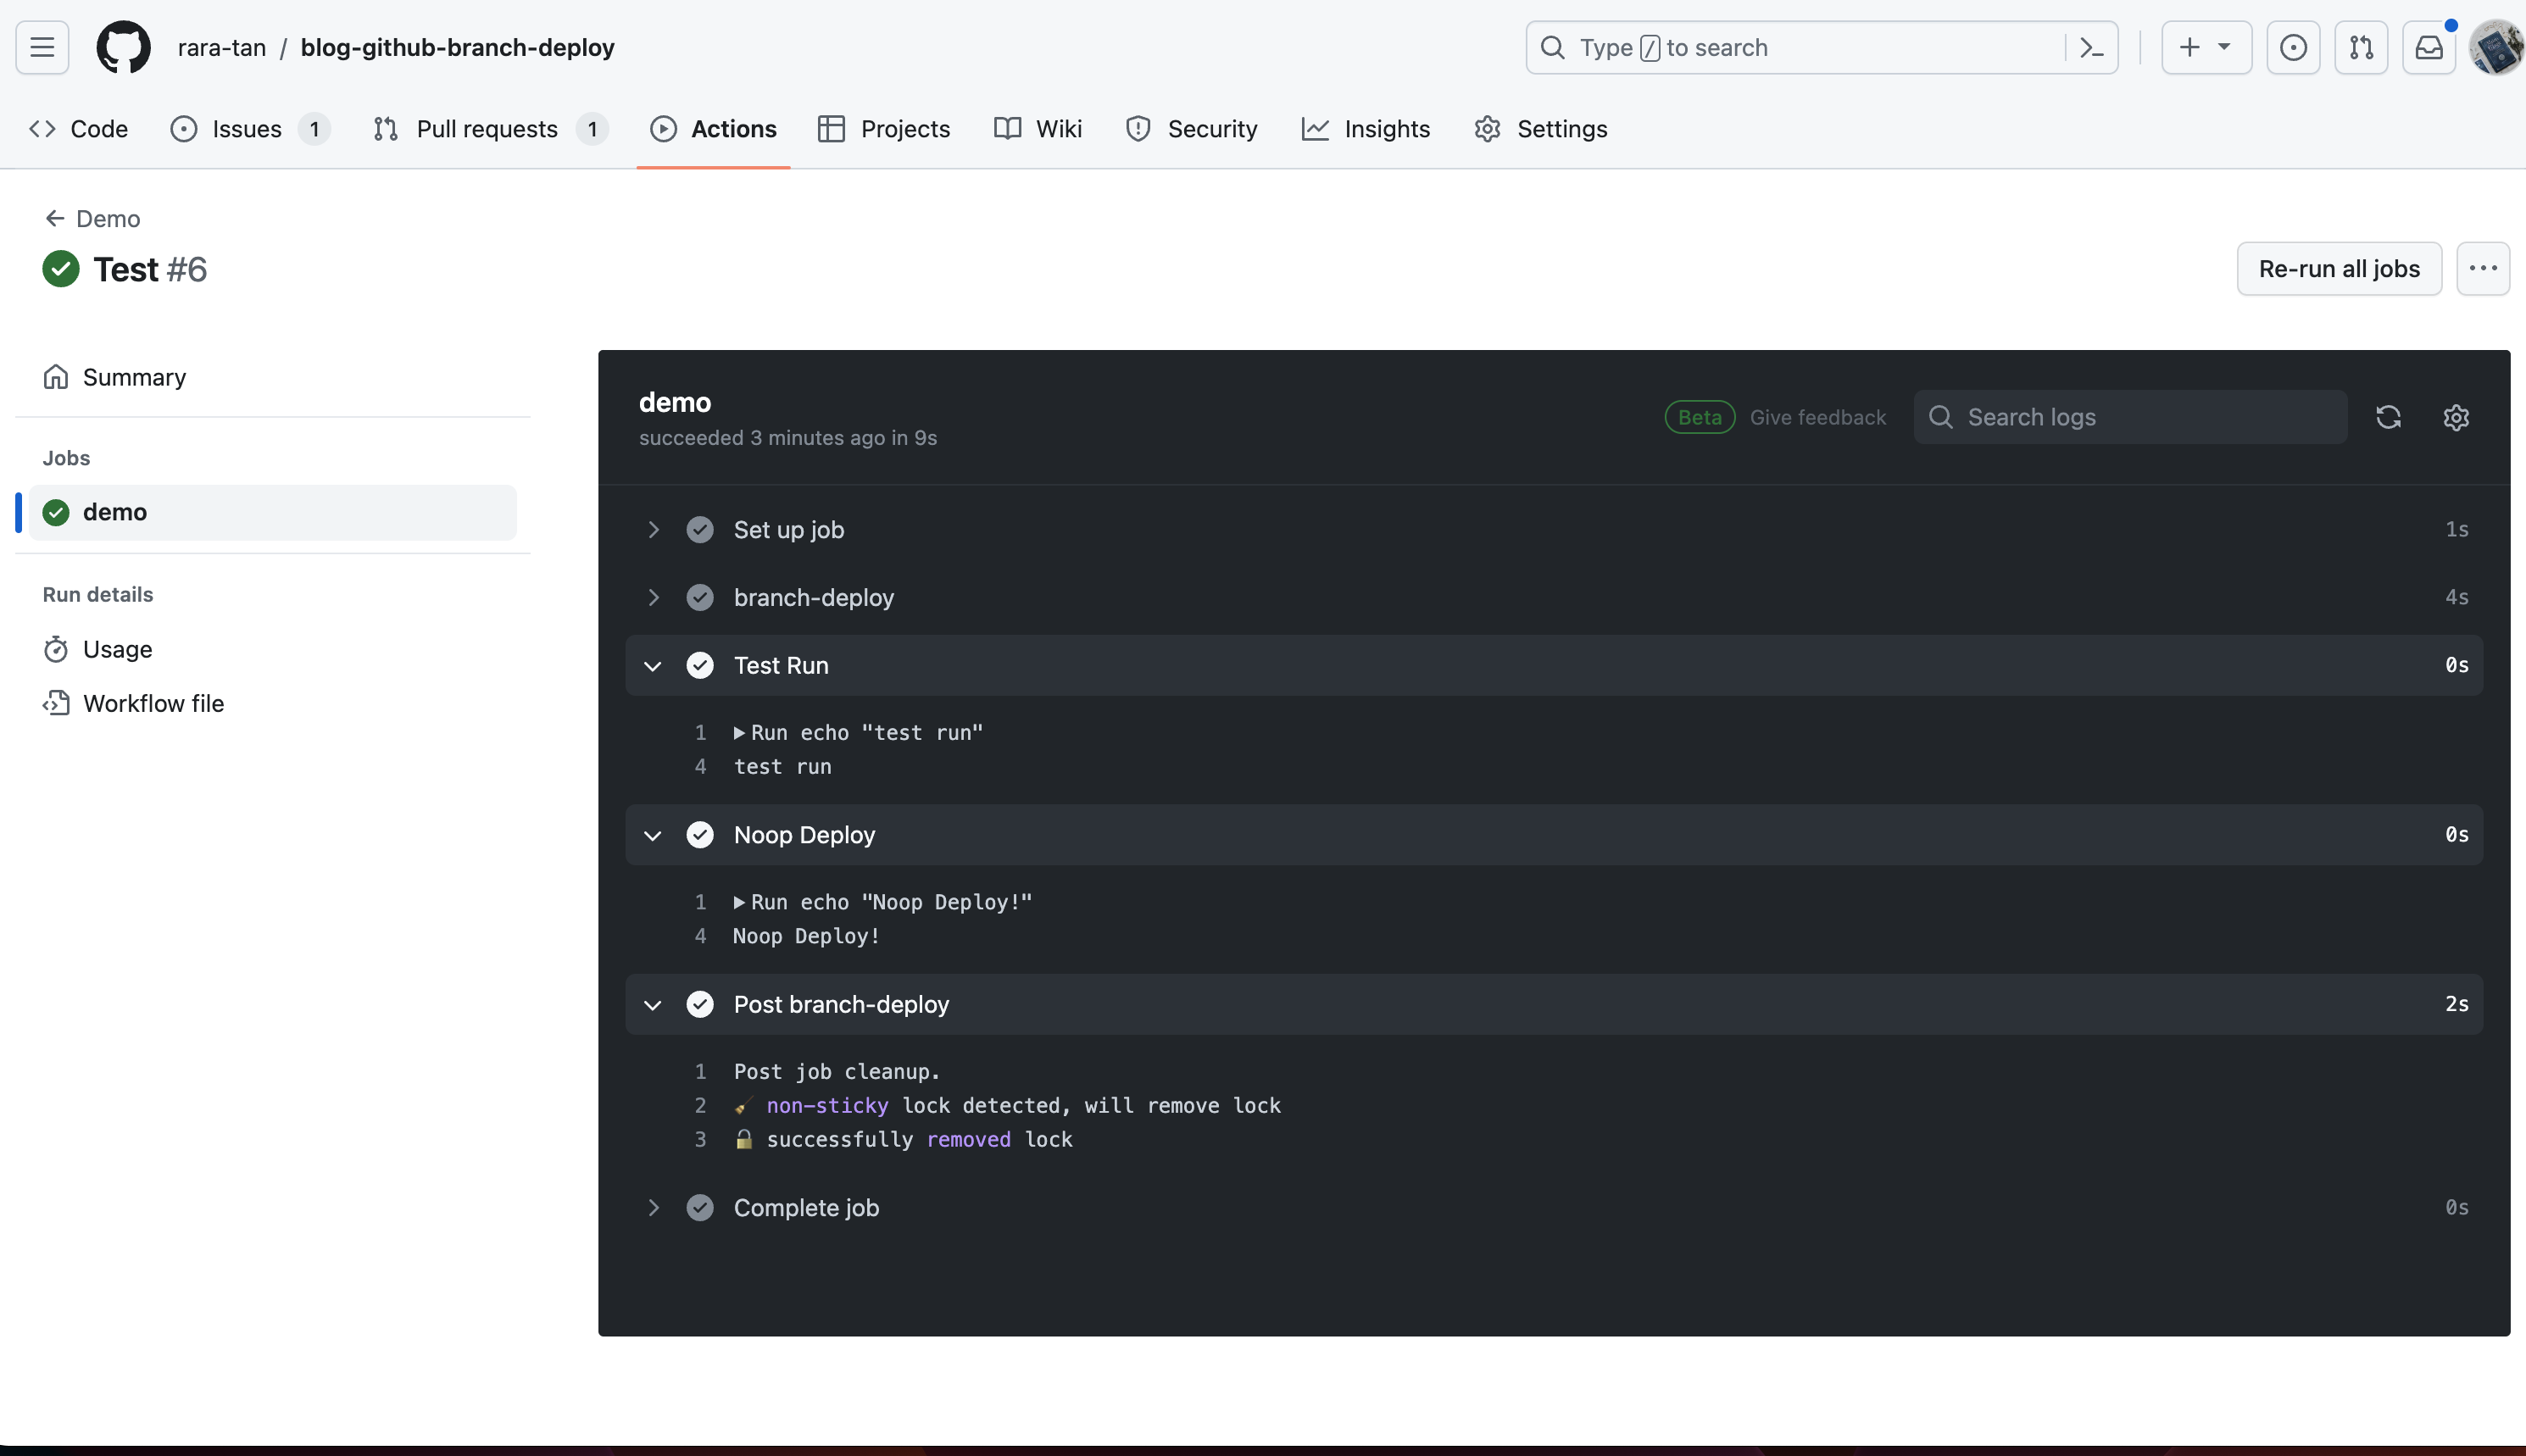 rara-tan / blog-github-branch-deploy
Type / to search
Code
Issues 1
Pull requests 1
Actions
Projects
Wiki
Security
Insights
Settings
Demo
Test #6
Re-run all jobs
Summary
Jobs
demo
Run details
Usage
Workflow file
demo
succeeded 3 minutes ago in 9s
Beta
Give feedback
Search logs
Set up job 1s
branch-deploy 4s
Test Run 0s
1 Run echo "test run"
4 test run
Noop Deploy 0s
1 Run echo "Noop Deploy!"
4 Noop Deploy!
Post branch-deploy 2s
1 Post job cleanup.
2 🧹 non-sticky lock detected, will remove lock
3 🔓 successfully removed lock
Complete job 0s